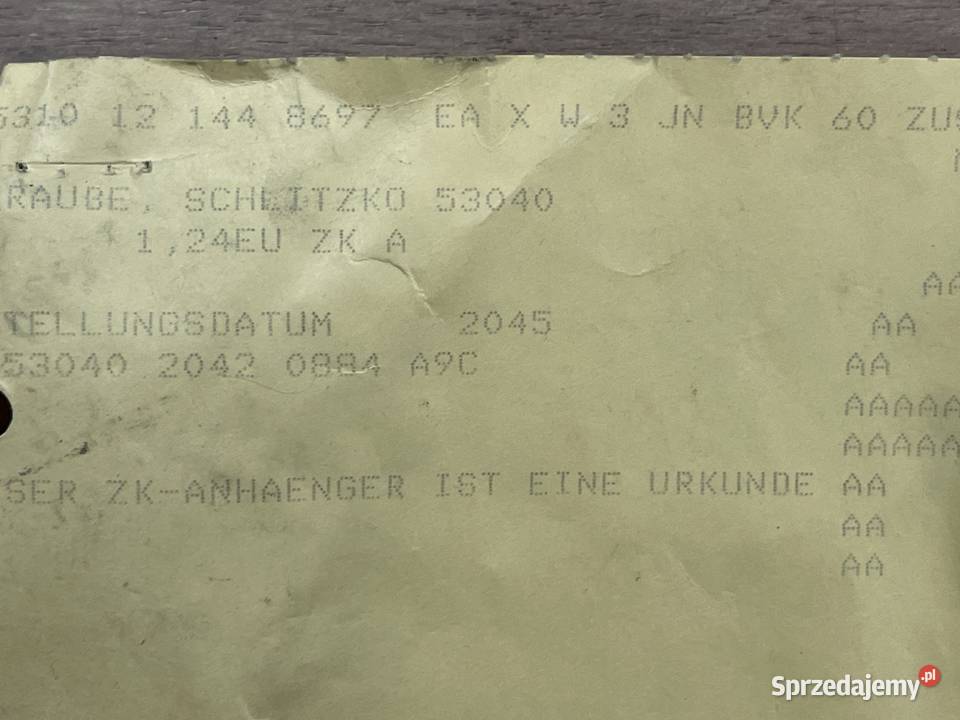 5310 12 144 8697 EA X W 3 JN BVK 60 ZUS
RAUBE, SCHLITZKO 53040
1,24EU ZK A
AA
TELLUNGSDATUM 2045 AA
53040 2042 0884 A9C AA
AAAAA
AAAAA
SER ZK-ANHAENGER IST EINE URKUNDE AA
AA
AA
Sprzedajemy.pl